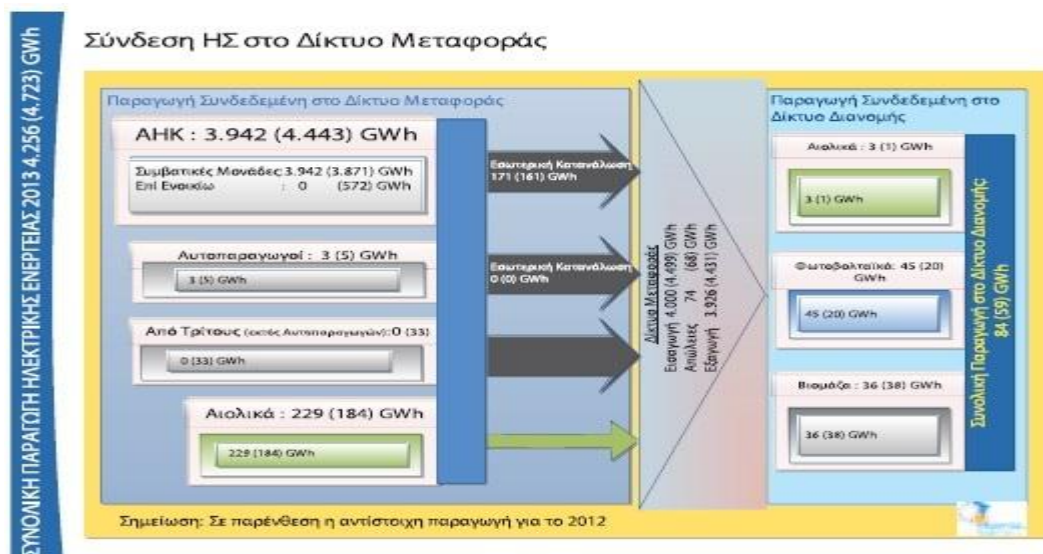 ΣΥΝΟΛΙΚΗ ΠΑΡΑΓΩΓΗ ΗΛΕΚΤΡΙΚΗΣ ΕΝΕΡΓΕΙΑΣ 2013 4.256 (4.723) GWh
Σύνδεση ΗΣ στο Δίκτυο Μεταφοράς
Παραγωγή Συνδεδεμένη στο Δίκτυο Μεταφοράς
ΑΗΚ : 3.942 (4.443) GWh
Συμβατικές Μονάδες 3.942 (3.871) GWh
Επί Ενοικίω : 0 (572) GWh
Αυτοπαραγωγοί : 3 (5) GWh
3 (5) GWh
Από Τρίτους (εκτός Αυτοπαραγωγών):0 (33)
0 (33) GWh
Αιολικά : 229 (184) GWh
229 (184) GWh
Εσωτερική Κατανάλωση
171 (161) GWh
Εσωτερική Κατανάλωση
0 (0) GWh
Δίκτυο Μεταφοράς
Εισαγωγή 4.000 (4.499) GWh
Απώλειες 74 (68) GWh
Εξαγωγή 3.926 (4.431) GWh
Παραγωγή Συνδεδεμένη στο
Δίκτυο Διανομής
Αιολικά : 3 (1) GWh
3 (1) GWh
Φωτοβολταϊκά: 45 (20)
GWh
45 (20) GWh
Βιομάζα : 36 (38) GWh
36 (38) GWh
Συνολική Παραγωγή στο Δίκτυο Διανομής:
84 (59) GWh
Σημείωση: Σε παρένθεση η αντίστοιχη παραγωγή για το 2012